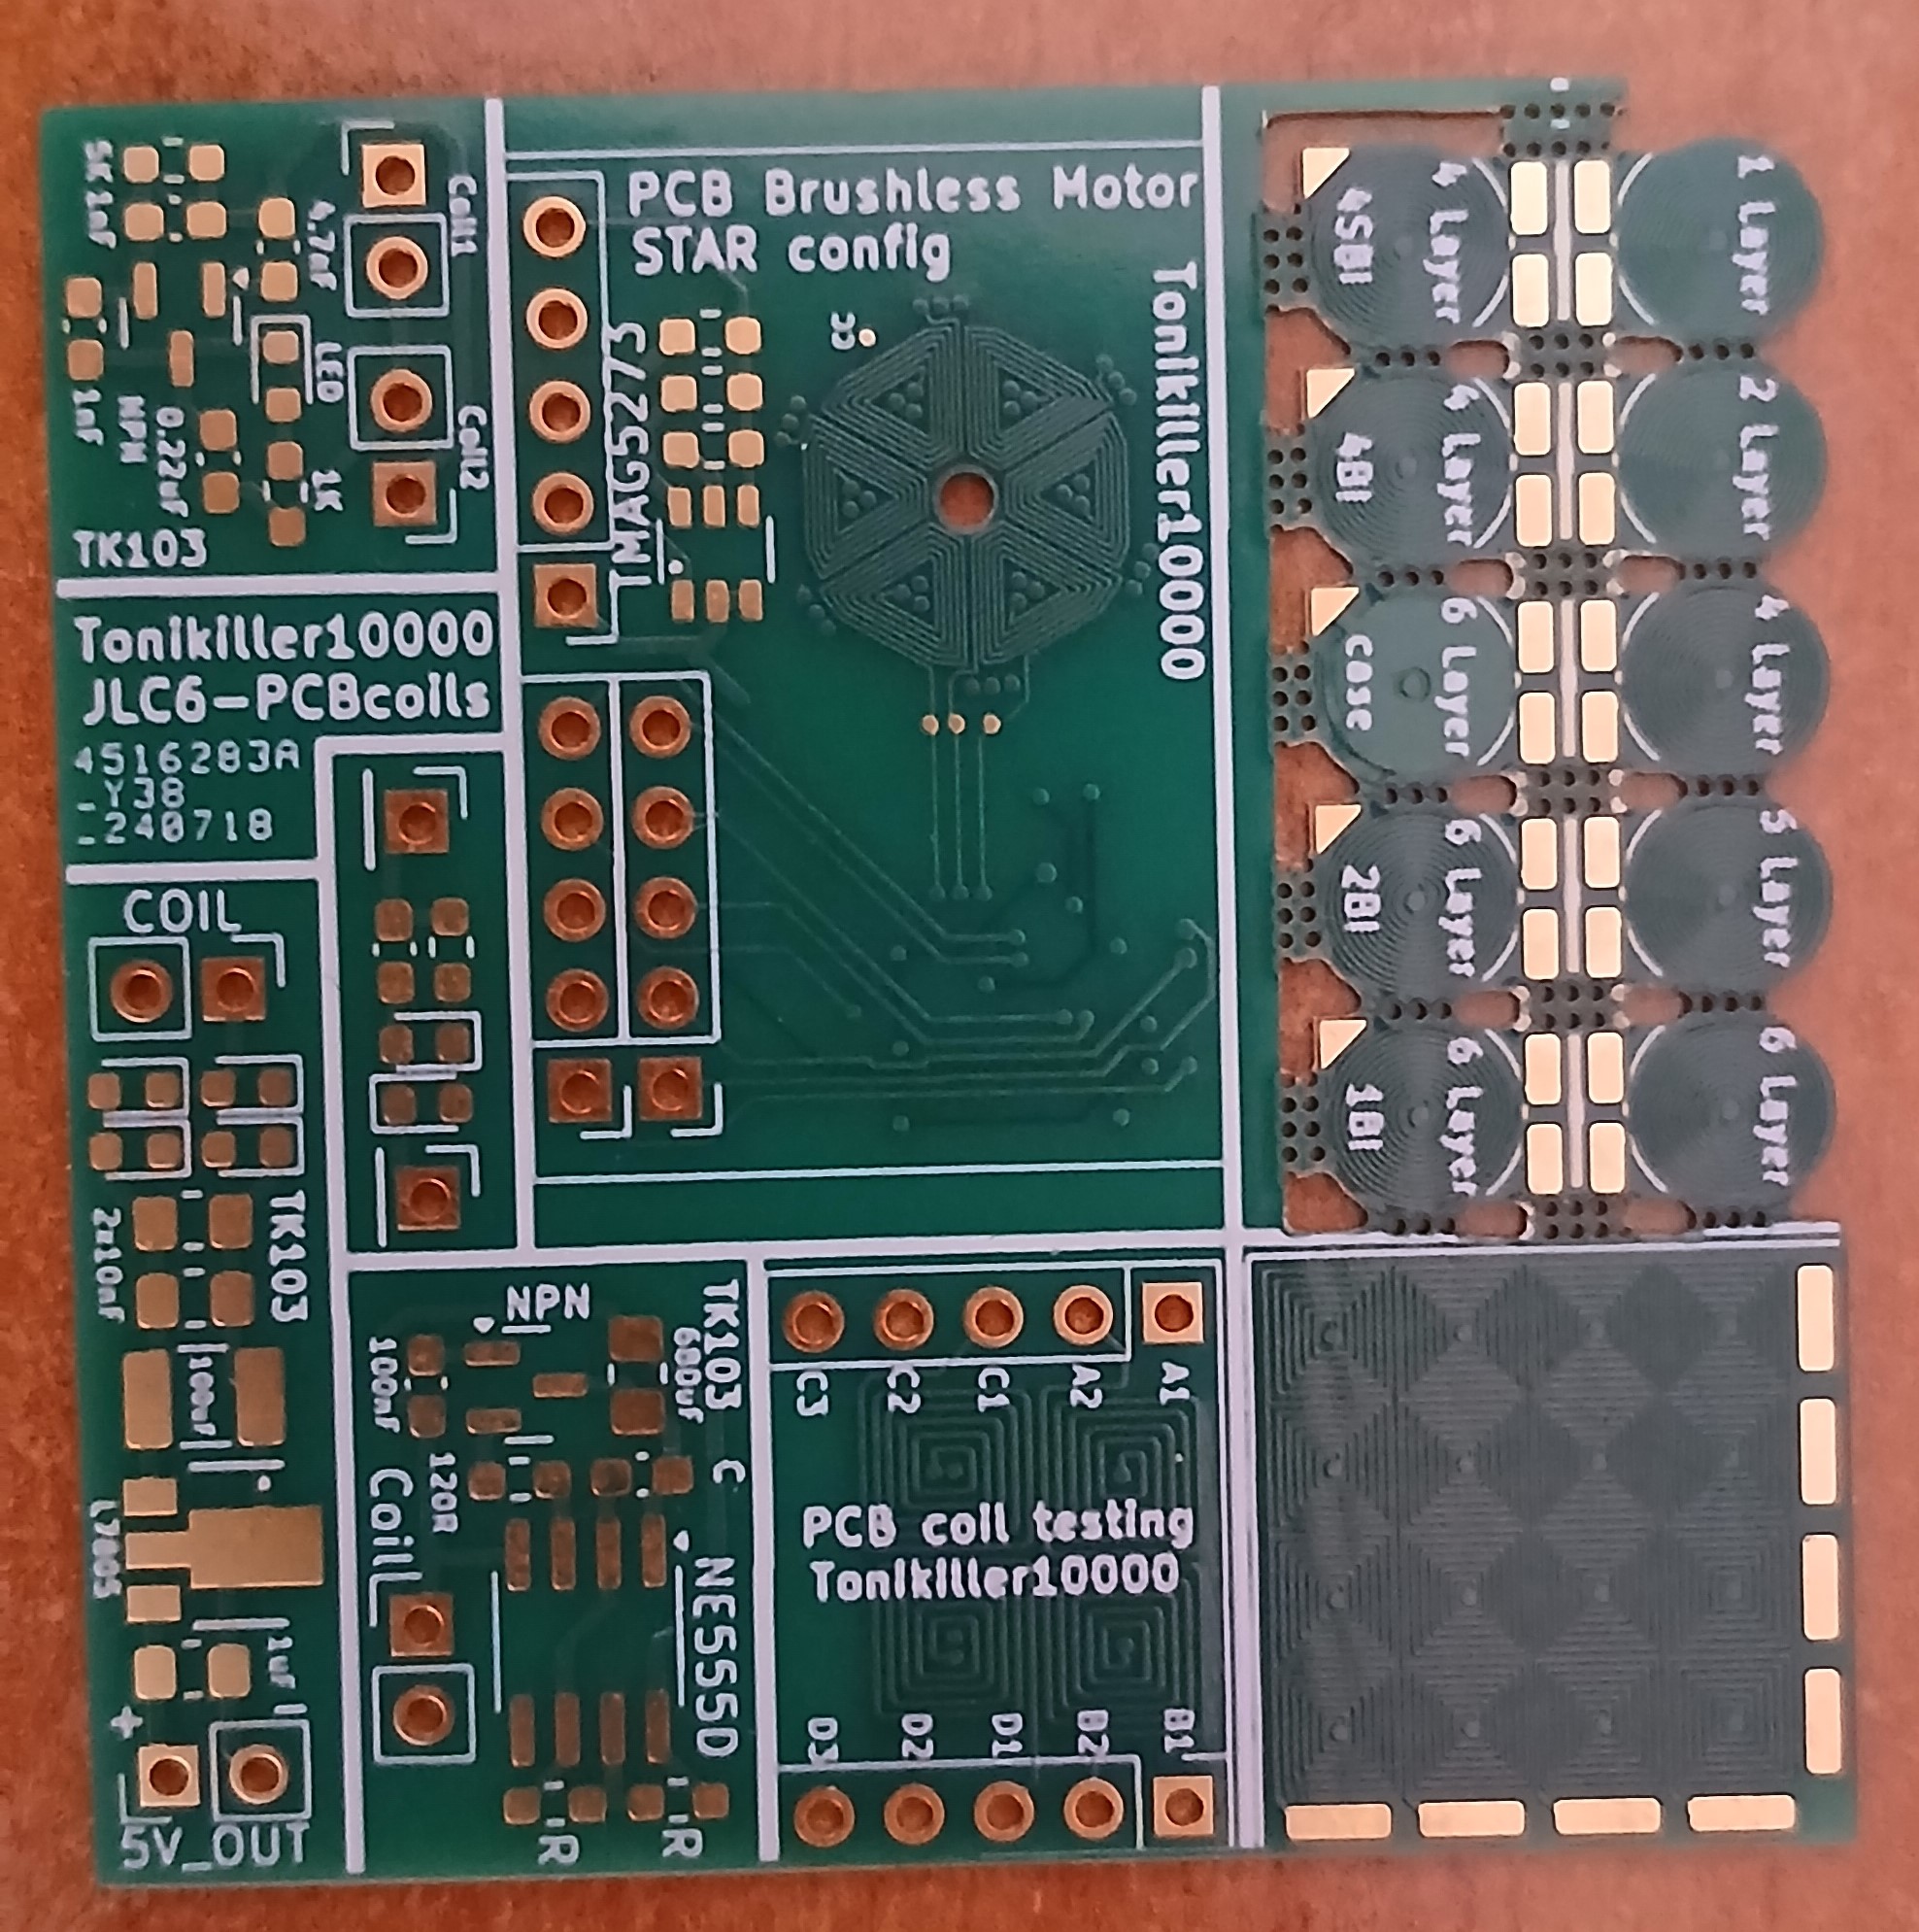 5K
1nF
4.7nF
Coil1
1nF
NPN
0.22uF
LED
1K
Coil2
TK103
Tonikiller10000
JLC6-PCBcoils
4516283A
-Y38
-240718
PCB Brushless Motor
STAR config
TMAG5273
Tonikiller10000
4SBI
4 Layer
1 Layer
4BI
4 Layer
2 Layer
Case
6 Layer
4 Layer
2BI
6 Layer
5 Layer
1BI
6 Layer
6 Layer
COIL
TK103
2x10nF
100uF
L7805
1uF
+
5V_OUT
NPN
TK103
680uF
100nF
120R
C
Coil
NE555D
R
R
C3
C2
C1
A2
A1
PCB coil testing
Tonikiller10000
D3
D2
D1
B2
B1